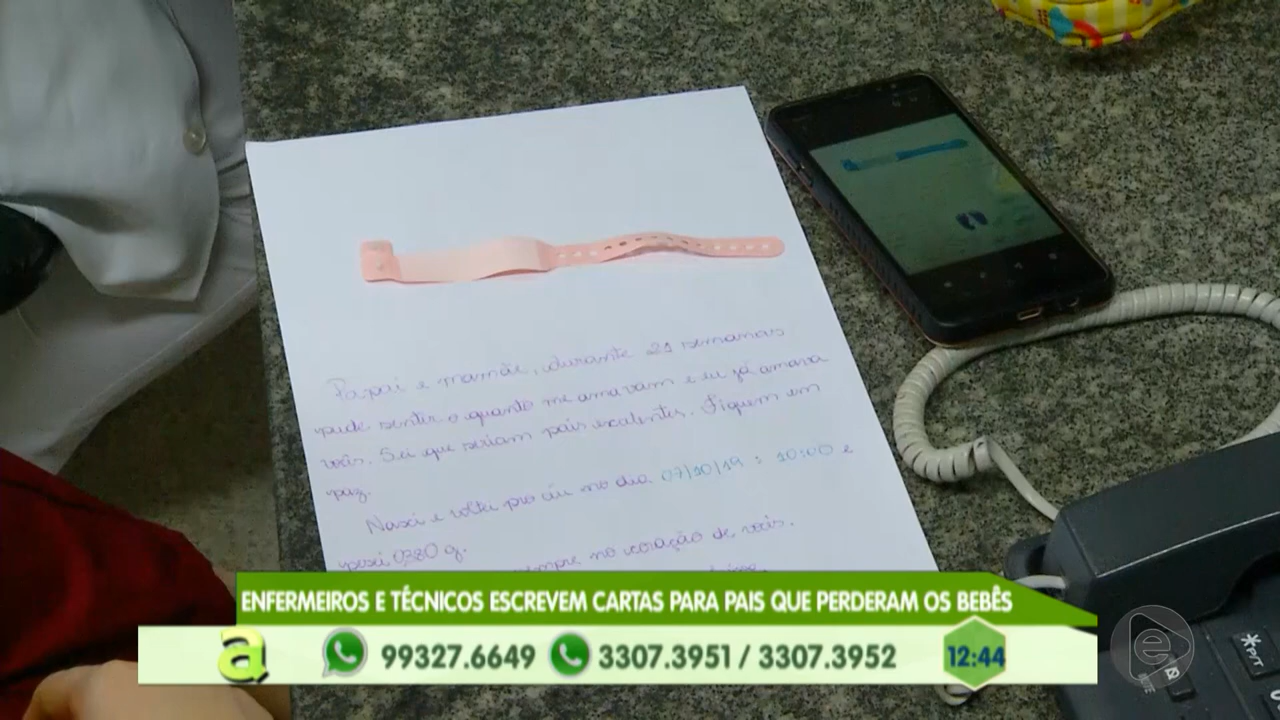 Papai e mamãe, durante 21 semanas
pude sentir o quanto me amavam e eu já amava
vocês. Sei que seriam pais excelentes. Fiquem em
paz.
Nasci e voltei pro céu no dia 07/10/19 : 10:00 e
pesei 0,380 g.
sempre no coração de vocês.
ENFERMEIROS E TÉCNICOS ESCREVEM CARTAS PARA PAIS QUE PERDERAM OS BEBÊS
a
99327.6649
3307.3951 / 3307.3952
12:44
e